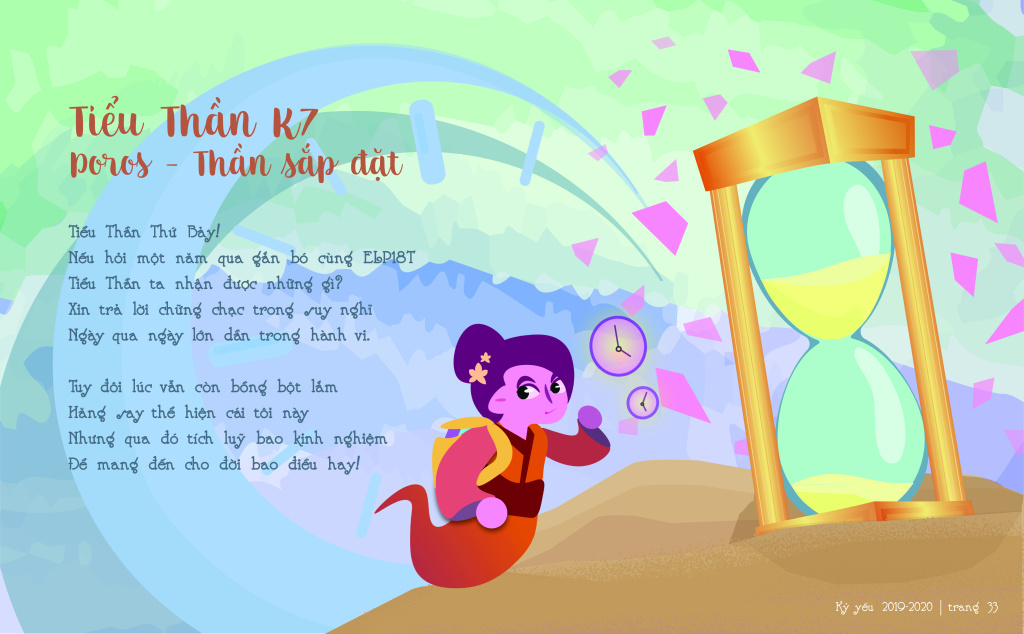 Tiểu Thần K7
Poros - Thần sắp đặt
Tiểu Thần Thứ Bảy!
Nếu hỏi một năm qua gắn bó cùng ELP18T
Tiểu Thần ta nhận được những gì?
Xin trả lời chững chạc trong suy nghĩ
Ngày qua ngày lớn dần trong hành vi.
Tuy đôi lúc vẫn còn bồng bột lắm
Hăng say thể hiện cái tôi này
Nhưng qua đó tích luỹ bao kinh nghiệm
Để mang đến cho đời bao điều hay!
Kỷ yếu 2019-2020 | trang 33